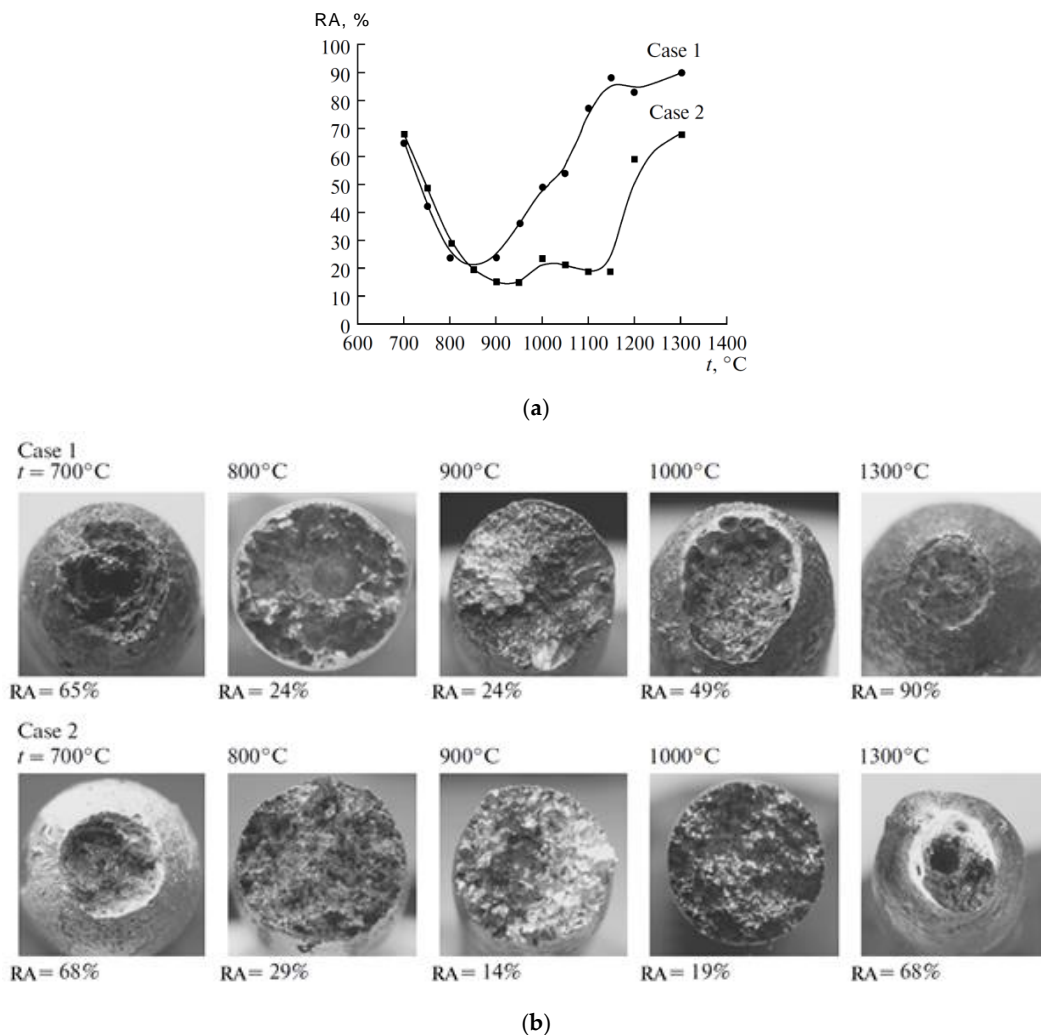 RA, %
100
90
80
70
60
50
40
30
20
10
0
Case 1
Case 2
600 700 800 900 1000 1100 1200 1300 1400
t, °C
(a)
Case 1
t = 700°C 800°C 900°C 1000°C 1300°C
RA = 65% RA = 24% RA = 24% RA = 49% RA = 90%
Case 2
t = 700°C 800°C 900°C 1000°C 1300°C
RA = 68% RA = 29% RA = 14% RA = 19% RA = 68%
(b)